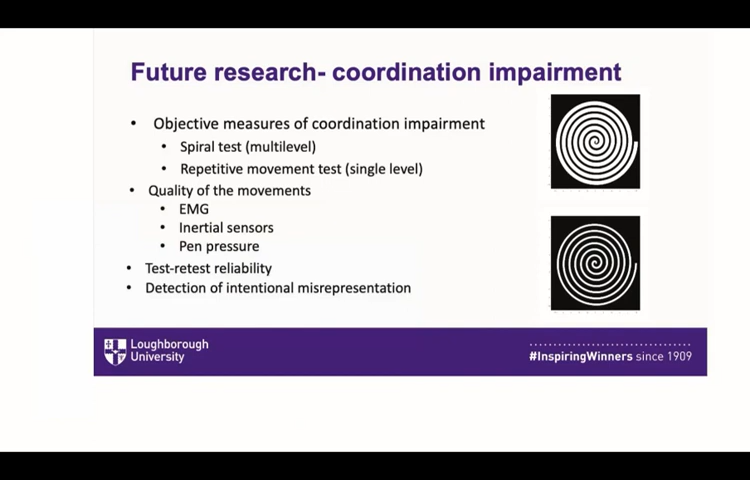 Future research- coordination impairment
• Objective measures of coordination impairment
• Spiral test (multilevel)
• Repetitive movement test (single level)
• Quality of the movements
• EMG
• Inertial sensors
• Pen pressure
• Test-retest reliability
• Detection of intentional misrepresentation
Loughborough
University
#InspiringWinners since 1909